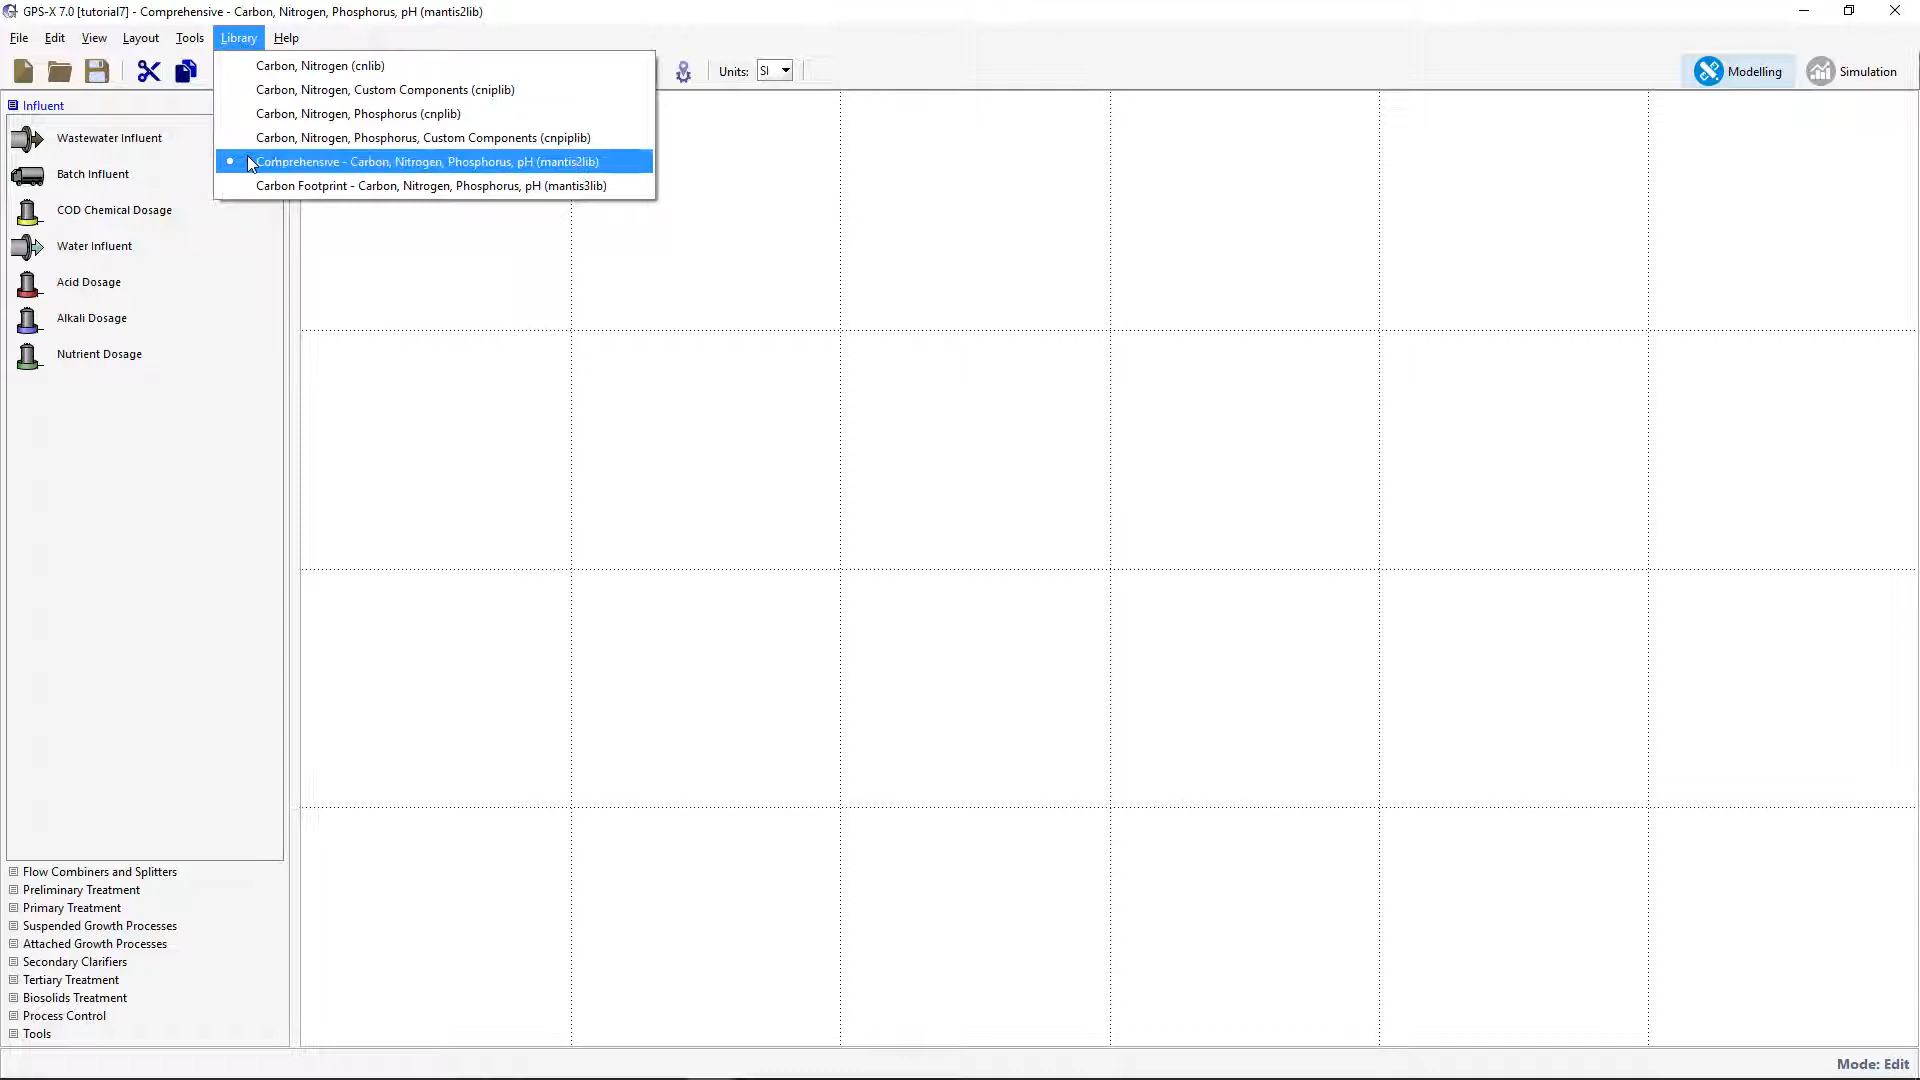 GPS-X 7.0 [tutorial7] - Comprehensive - Carbon, Nitrogen, Phosphorus, pH (mantis2lib)
File Edit View Layout Tools Library Help
Units: SI
Modelling
Simulation
Carbon, Nitrogen (cnlib)
Carbon, Nitrogen, Custom Components (cniplib)
Carbon, Nitrogen, Phosphorus (cnplib)
Carbon, Nitrogen, Phosphorus, Custom Components (cnpiplib)
Comprehensive - Carbon, Nitrogen, Phosphorus, pH (mantis2lib)
Carbon Footprint - Carbon, Nitrogen, Phosphorus, pH (mantis3lib)
Influent
Wastewater Influent
Batch Influent
COD Chemical Dosage
Water Influent
Acid Dosage
Alkali Dosage
Nutrient Dosage
Flow Combiners and Splitters
Preliminary Treatment
Primary Treatment
Suspended Growth Processes
Attached Growth Processes
Secondary Clarifiers
Tertiary Treatment
Biosolids Treatment
Process Control
Tools
Mode: Edit